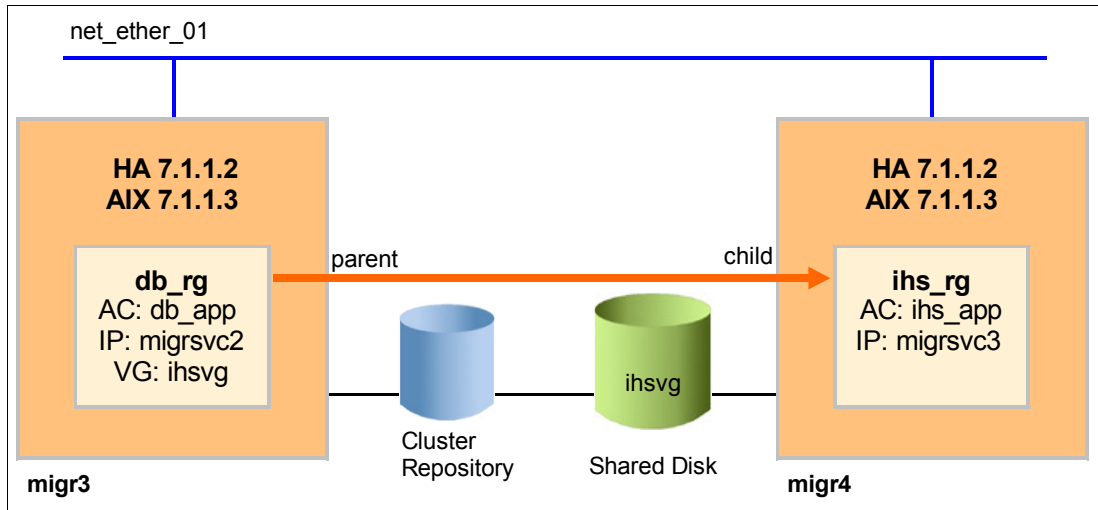 net_ether_01
HA 7.1.1.2
AIX 7.1.1.3
HA 7.1.1.2
AIX 7.1.1.3
parent
child
db_rg
AC: db_app
IP: migrsvc2
VG: ihsvg
ihs_rg
AC: ihs_app
IP: migrsvc3
ihsvg
Cluster
Repository
Shared Disk
migr3
migr4